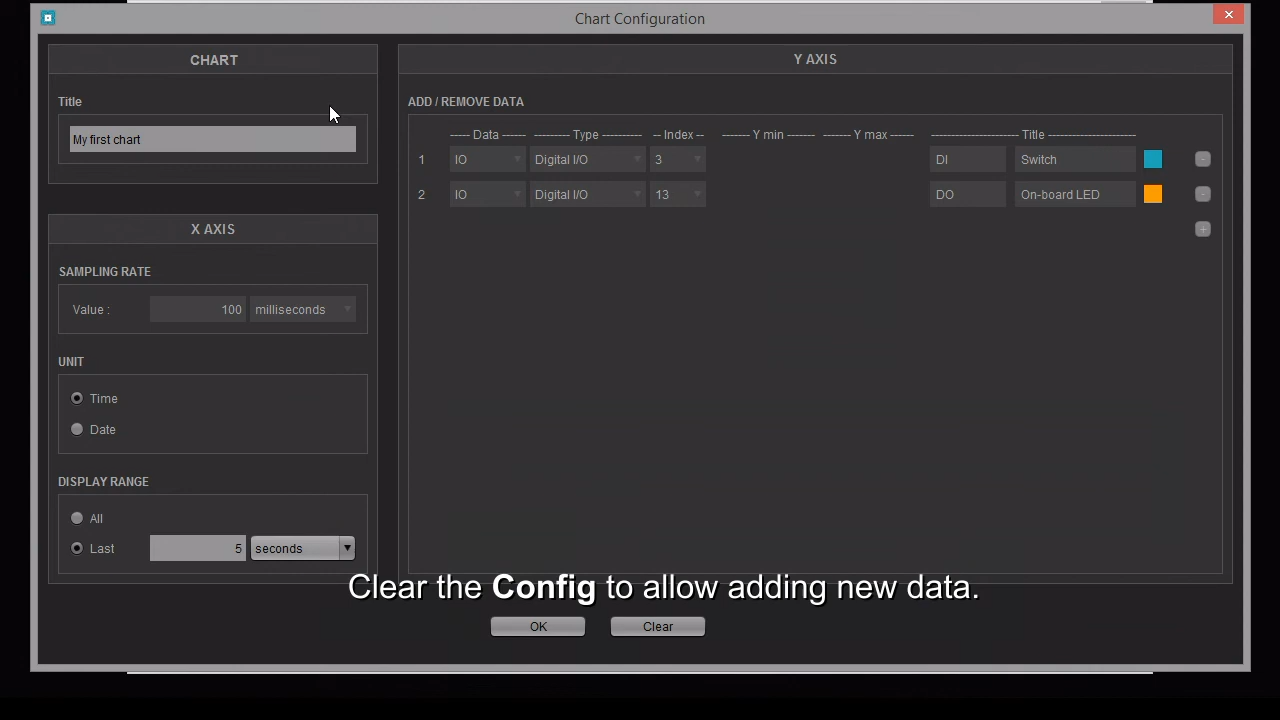 Chart Configuration
CHART
Title
My first chart
X AXIS
SAMPLING RATE
Value : 100 milliseconds
UNIT
Time
Date
DISPLAY RANGE
All
Last 5 seconds
Y AXIS
ADD / REMOVE DATA
----- Data ------ --------- Type ---------- -- Index -- ------- Y min ------- ------- Y max ------ ----------------------- Title -----------------------
1 IO Digital I/O 3 DI Switch -
2 IO Digital I/O 13 DO On-board LED -
+
Clear the Config to allow adding new data.
OK Clear